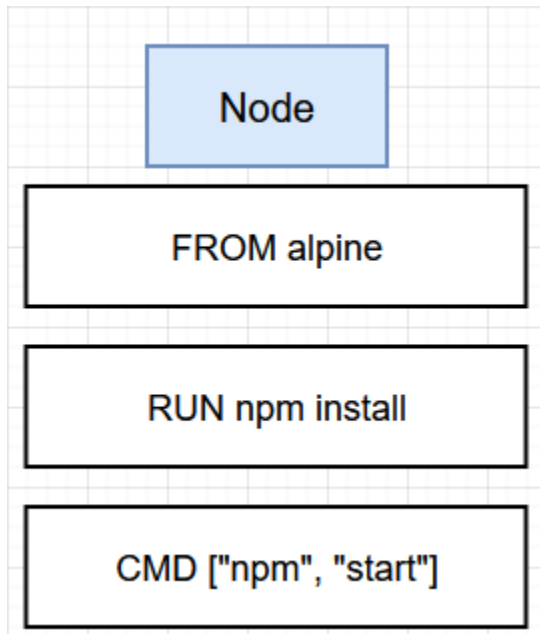 Node
FROM alpine
RUN npm install
CMD ["npm", "start"]